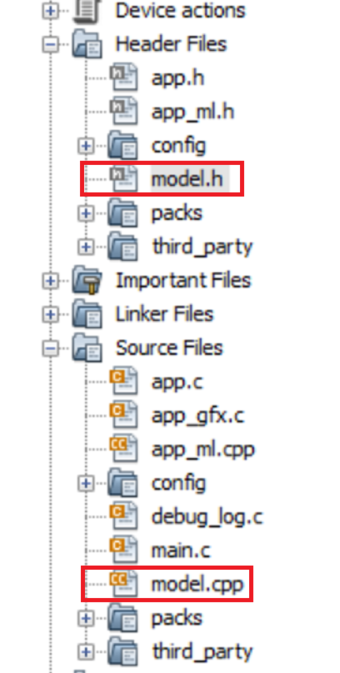 Device actions
Header Files
app.h
app_ml.h
config
model.h
packs
third_party
Important Files
Linker Files
Source Files
app.c
app_gfx.c
app_ml.cpp
config
debug_log.c
main.c
model.cpp
packs
third_party